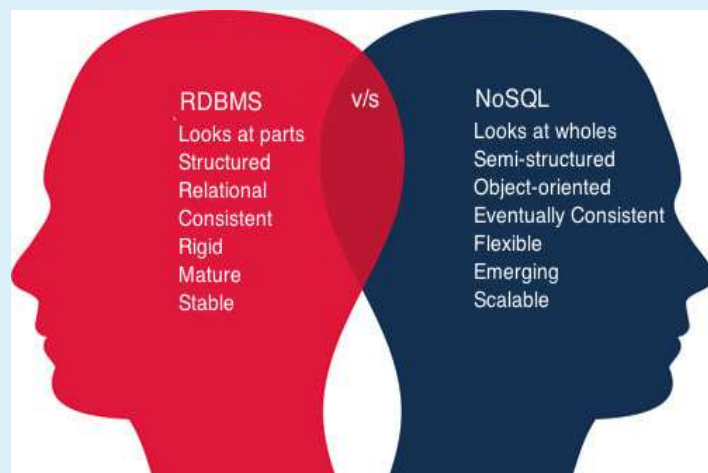 RDBMS
Looks at parts
Structured
Relational
Consistent
Rigid
Mature
Stable
v/s
NoSQL
Looks at wholes
Semi-structured
Object-oriented
Eventually Consistent
Flexible
Emerging
Scalable